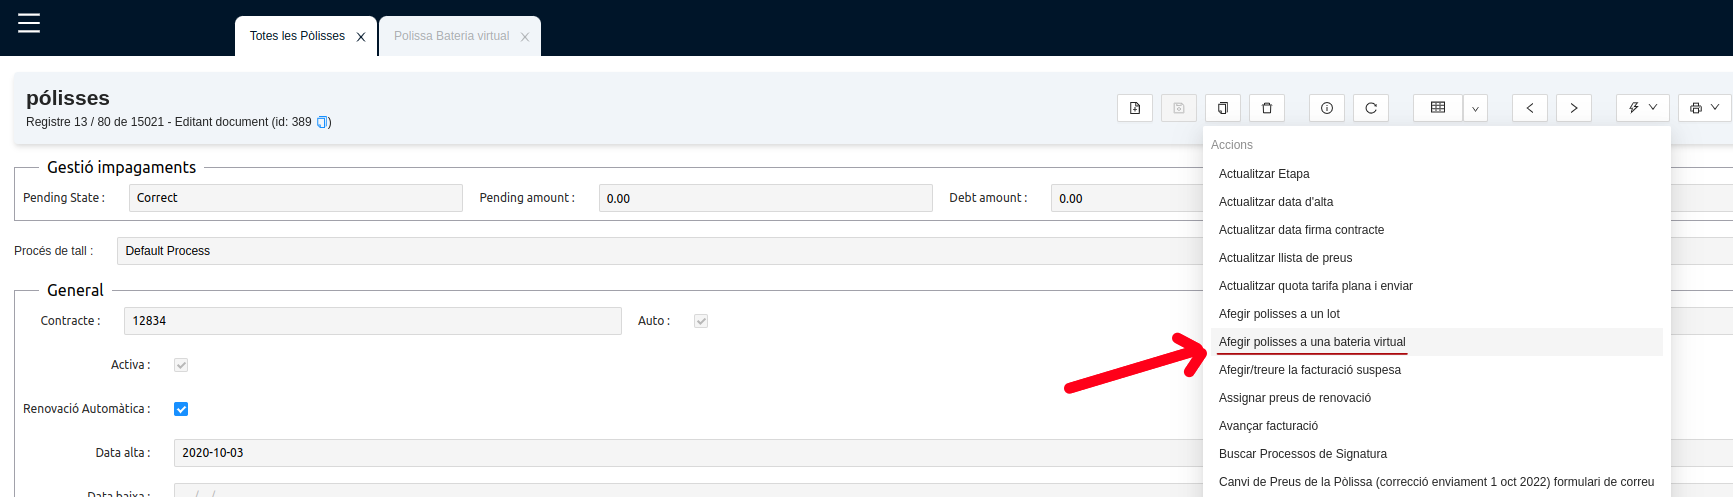 Totes les Pòlisses
Polissa Bateria virtual
pólisses
Registre 13 / 80 de 15021 - Editant document (id: 389 )
Accions
Actualitzar Etapa
Actualitzar data d'alta
Actualitzar data firma contracte
Actualitzar llista de preus
Actualitzar quota tarifa plana i enviar
Afegir polisses a un lot
Afegir polisses a una bateria virtual
Afegir/treure la facturació suspesa
Assignar preus de renovació
Avançar facturació
Buscar Processos de Signatura
Canvi de Preus de la Pòlissa (correcció enviament 1 oct 2022) formulari de correu
Gestió impagaments
Pending State : Correct Pending amount : 0.00 Debt amount : 0.00
Procés de tall : Default Process
General
Contracte : 12834 Auto :
Activa :
Renovació Automàtica :
Data alta : 2020-10-03
Data baixa : / /